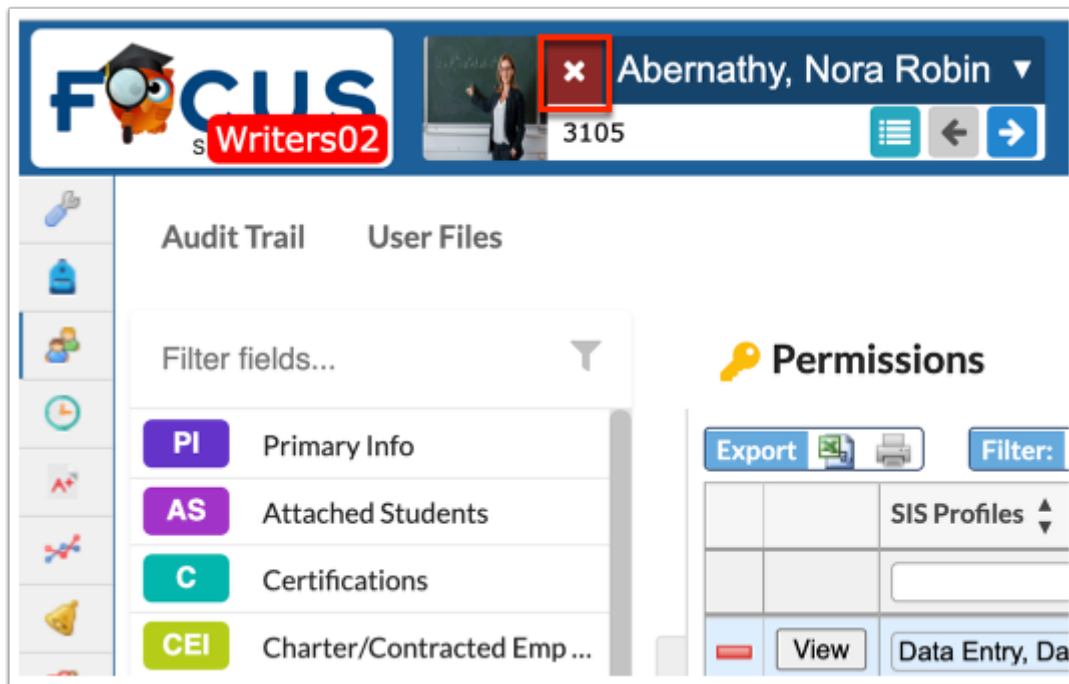 FOCUS
Writers02
Abernathy, Nora Robin
3105
Audit Trail User Files
Filter fields...
PI Primary Info
AS Attached Students
C Certifications
CEI Charter/Contracted Emp ...
Permissions
Export Filter:
SIS Profiles
View Data Entry, Da